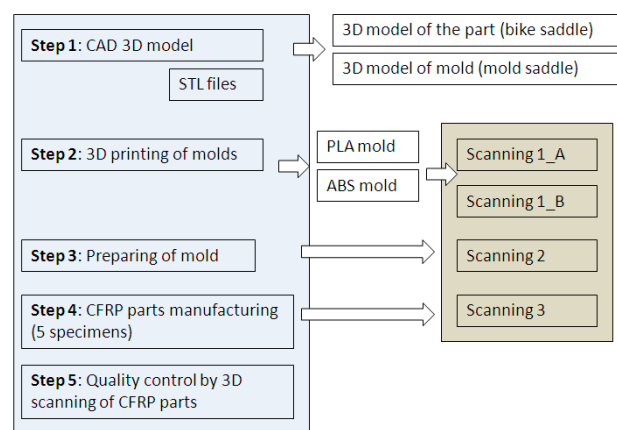 Step 1: CAD 3D model
STL files
3D model of the part (bike saddle)
3D model of mold (mold saddle)
Step 2: 3D printing of molds
PLA mold
ABS mold
Scanning 1_A
Scanning 1_B
Step 3: Preparing of mold
Scanning 2
Step 4: CFRP parts manufacturing
(5 specimens)
Scanning 3
Step 5: Quality control by 3D
scanning of CFRP parts